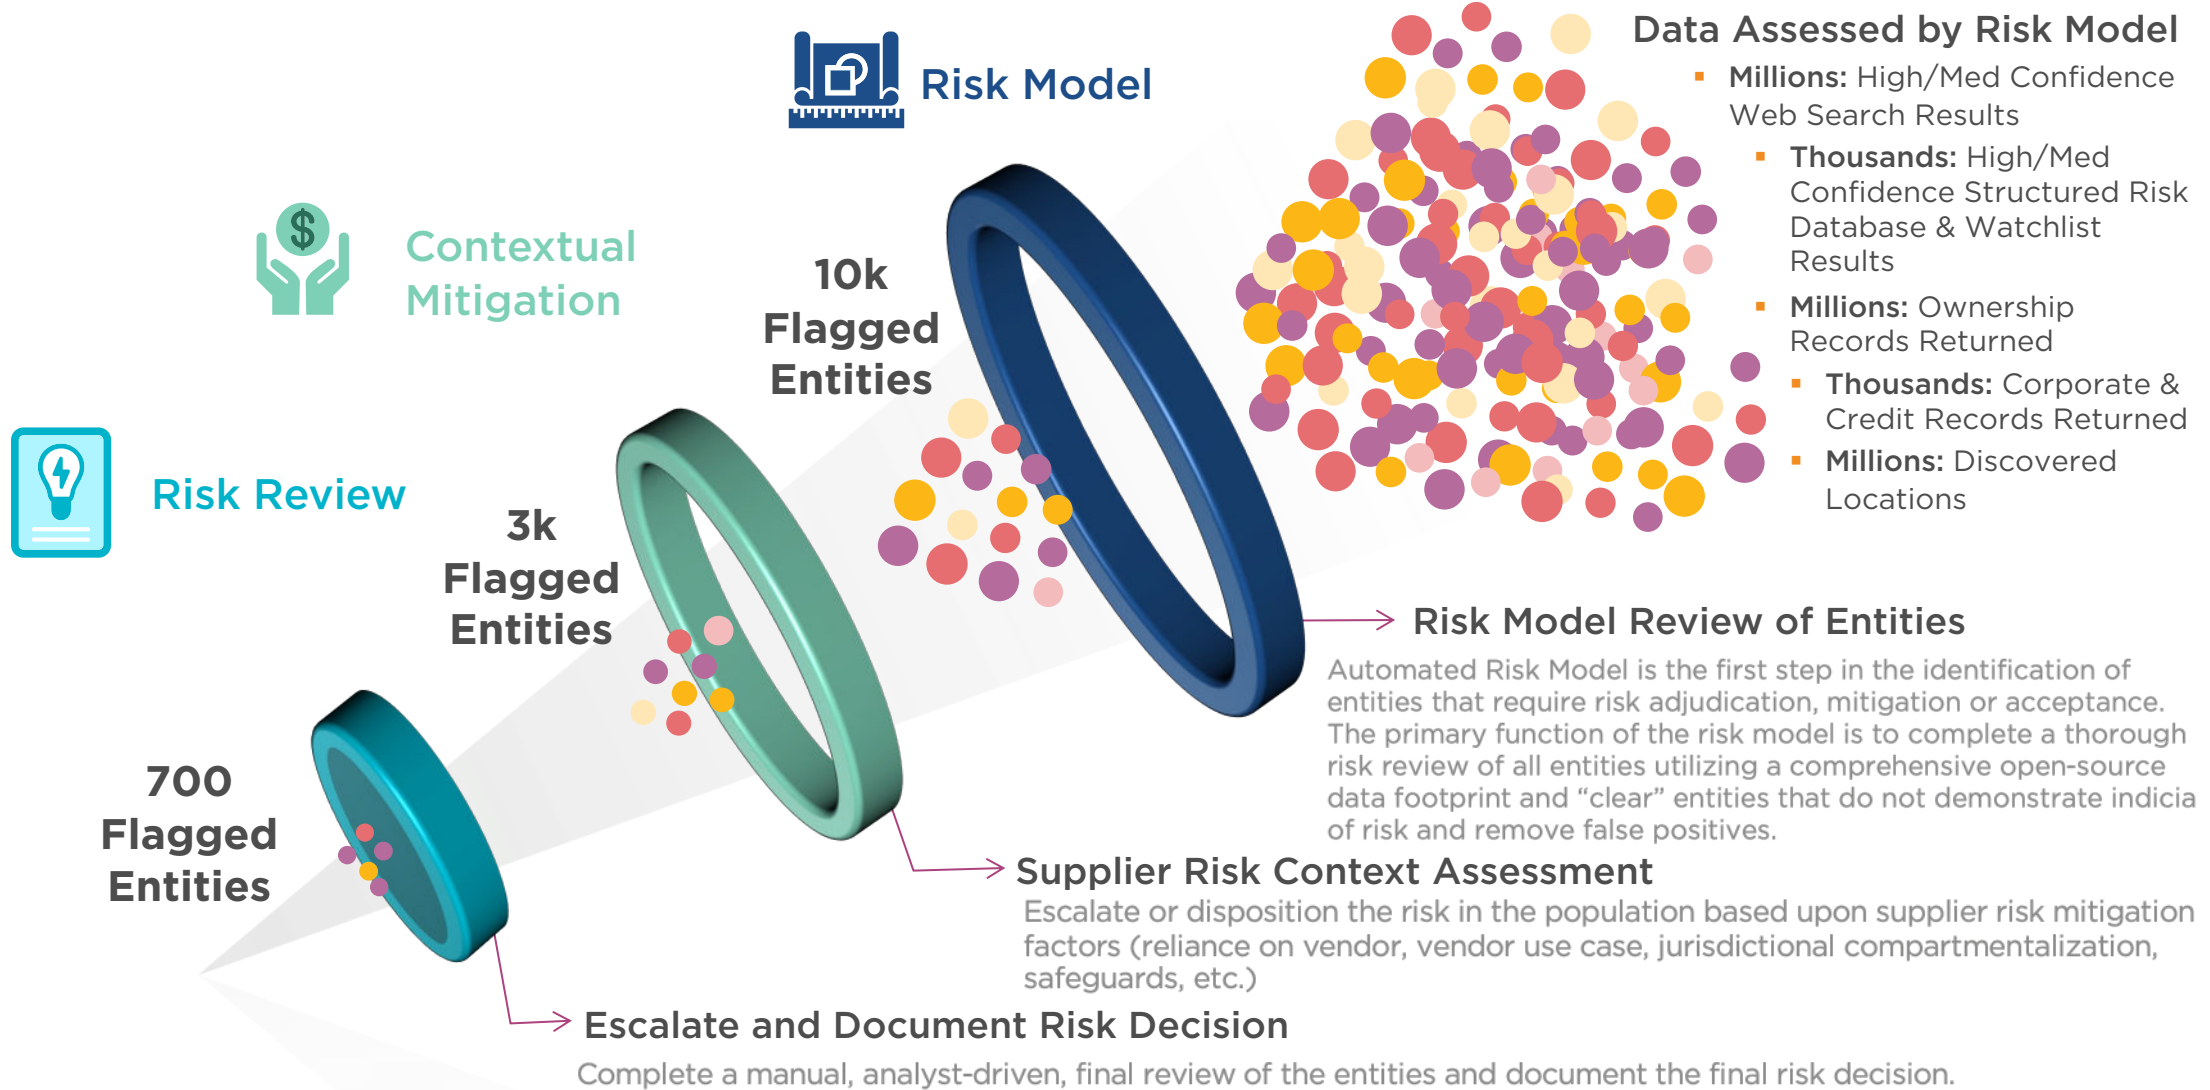 Data Assessed by Risk Model
Millions: High/Med Confidence
Web Search Results
Thousands: High/Med
Confidence Structured Risk
Database & Watchlist
Results
Millions: Ownership
Records Returned
Thousands: Corporate &
Credit Records Returned
Millions: Discovered
Locations
Risk Model
Contextual
Mitigation
Risk Review
10k
Flagged
Entities
3k
Flagged
Entities
700
Flagged
Entities
$
Risk Model Review of Entities
Automated Risk Model is the first step in the identification of
entities that require risk adjudication, mitigation or acceptance.
The primary function of the risk model is to complete a thorough
risk review of all entities utilizing a comprehensive open-source
data footprint and “clear” entities that do not demonstrate indicia
of risk and remove false positives.
Supplier Risk Context Assessment
Escalate or disposition the risk in the population based upon supplier risk mitigation
factors (reliance on vendor, vendor use case, jurisdictional compartmentalization,
safeguards, etc.)
Escalate and Document Risk Decision
Complete a manual, analyst-driven, final review of the entities and document the final risk decision.